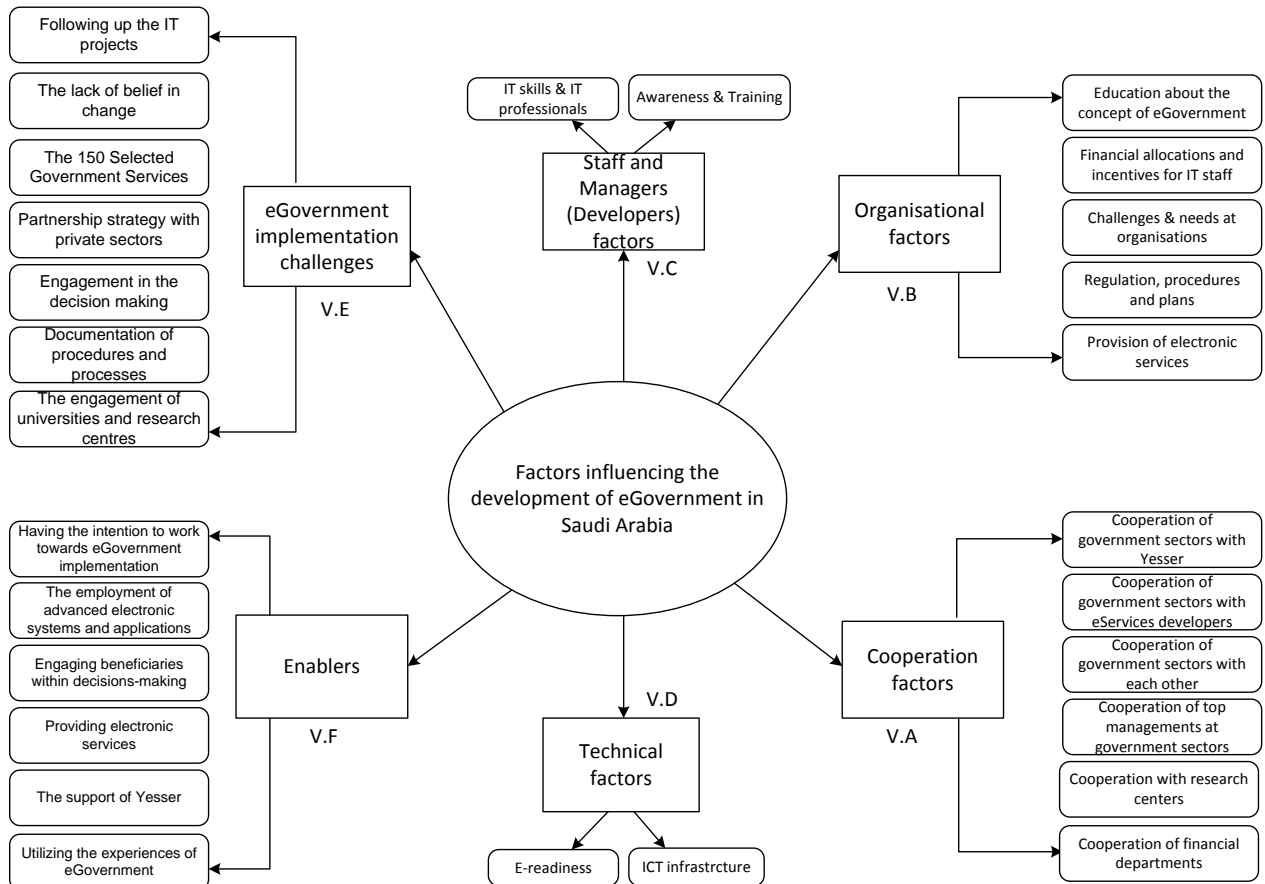 Following up the IT
projects
The lack of belief in
change
The 150 Selected
Government Services
Partnership strategy with
private sectors
Engagement in the
decision making
Documentation of
procedures and
processes
The engagement of
universities and research
centres
eGovernment
implementation
challenges
V.E
IT skills & IT
professionals
Awareness & Training
Staff and
Managers
(Developers)
factors
V.C
Organisational
factors
V.B
Education about the
concept of eGovernment
Financial allocations and
incentives for IT staff
Challenges & needs at
organisations
Regulation, procedures
and plans
Provision of electronic
services
Factors influencing the
development of eGovernment in
Saudi Arabia
Having the intention to work
towards eGovernment
implementation
The employment of
advanced electronic
systems and applications
Engaging beneficiaries
within decisions-making
Providing electronic
services
The support of Yesser
Utilizing the experiences of
eGovernment
Enablers
V.F
V.D
Technical
factors
E-readiness
ICT infrastrcture
Cooperation
factors
V.A
Cooperation of
government sectors with
Yesser
Cooperation of
government sectors with
eServices developers
Cooperation of
government sectors with
each other
Cooperation of top
managements at
government sectors
Cooperation with research
centers
Cooperation of financial
departments